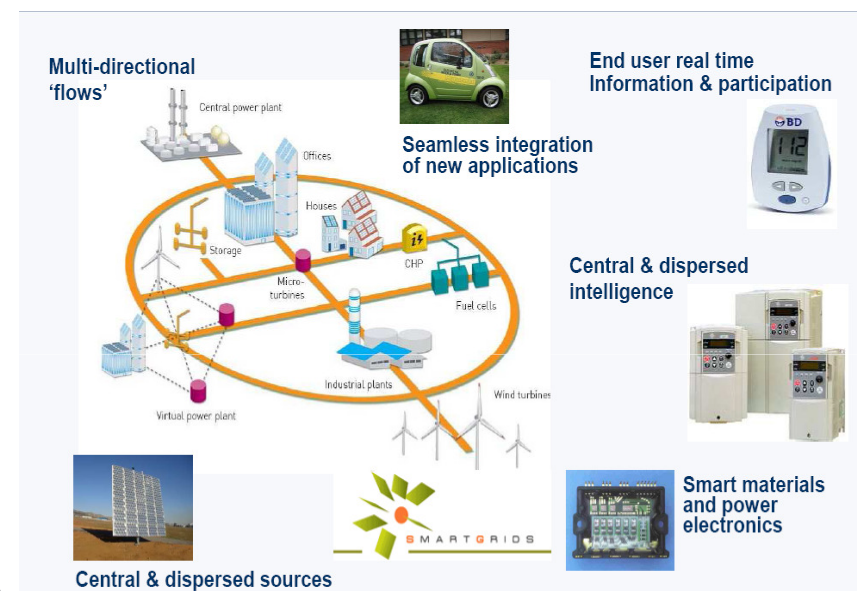 Multi-directional
‘flows’
Central power plant
Offices
Houses
Storage
CHP
Micro-
turbines
Fuel cells
Industrial plants
Wind turbines
Virtual power plant
Seamless integration
of new applications
End user real time
Information & participation
BD
112
Central & dispersed
intelligence
Smart materials
and power
electronics
SMARTGRIDS
Central & dispersed sources